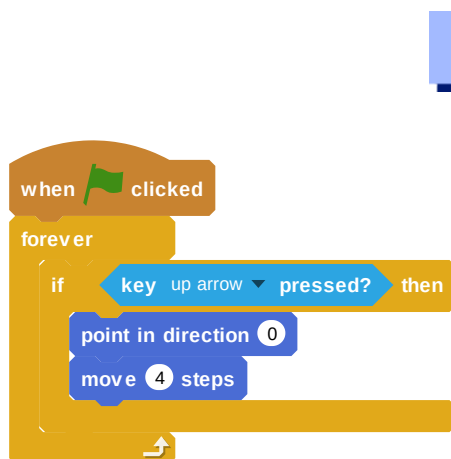 when clicked
forever
if key up arrow pressed? then
point in direction 0
move 4 steps